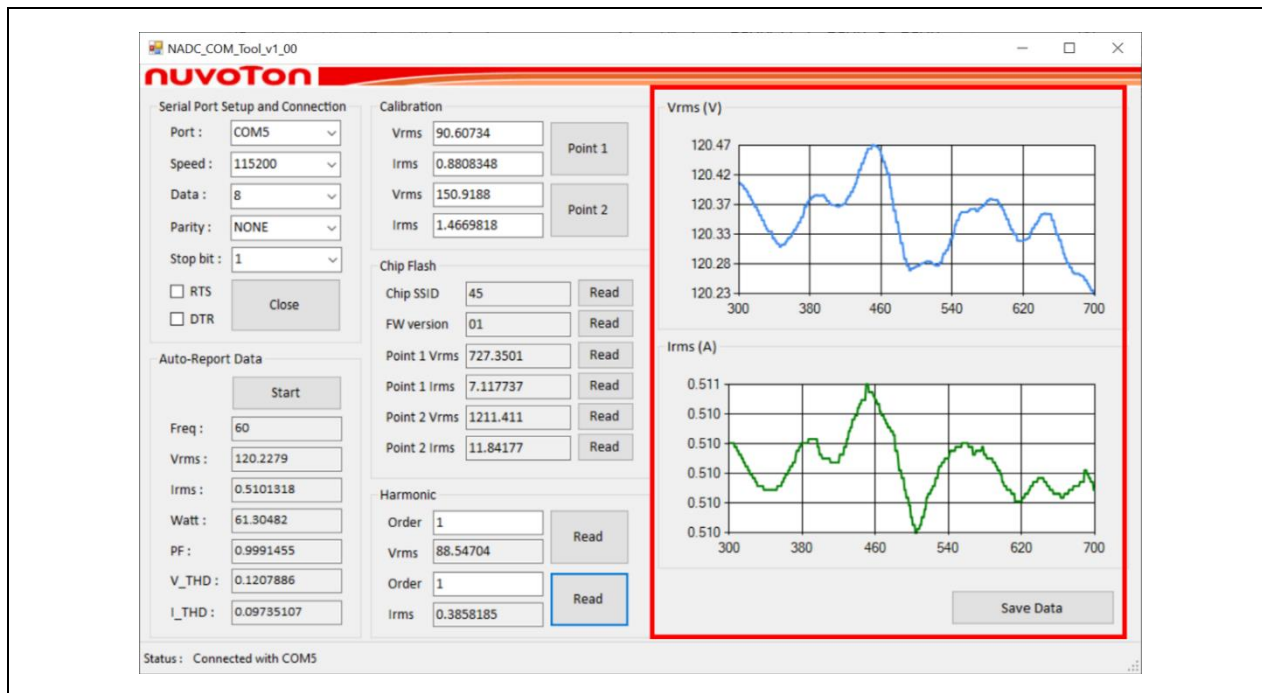 NADC_COM_Tool_v1_00
nuvoTon
Serial Port Setup and Connection
Port : COM5
Speed : 115200
Data : 8
Parity : NONE
Stop bit : 1
RTS
DTR
Close
Auto-Report Data
Start
Freq : 60
Vrms : 120.2279
Irms : 0.5101318
Watt : 61.30482
PF : 0.9991455
V_THD : 0.1207886
I_THD : 0.09735107
Calibration
Vrms 90.60734
Irms 0.8808348
Point 1
Vrms 150.9188
Irms 1.4669818
Point 2
Chip Flash
Chip SSID 45 Read
FW version 01 Read
Point 1 Vrms 727.3501 Read
Point 1 Irms 7.117737 Read
Point 2 Vrms 1211.411 Read
Point 2 Irms 11.84177 Read
Harmonic
Order 1
Vrms 88.54704
Read
Order 1
Irms 0.3858185
Read
Vrms (V)
120.47
120.42
120.37
120.33
120.28
120.23
300 380 460 540 620 700
Irms (A)
0.511
0.510
0.510
0.510
0.510
0.510
300 380 460 540 620 700
Save Data
Status : Connected with COM5